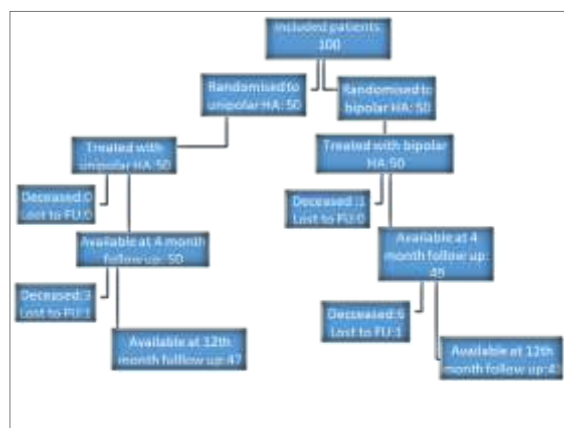 Included patients
100
Randomised to
unipolar HA: 50
Randomised to
bipolar HA: 50
Treated with
unipolar HA:50
Treated with bipolar
HA:50
Deceased:0
Lost to FU:0
Deceased :1
Lost to FU:0
Available at 4 month
follow up: 50
Available at 4
month follow up:
49
Deceased:3
Lost to FU:1
Deceased:6
Lost to FU:1
Available at 12th
month folllow up:47
Available at 12th
month follow up:4